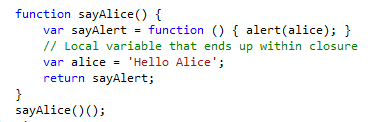 function sayAlice() {
    var sayAlert = function () { alert(alice); }
    // Local variable that ends up within closure
    var alice = 'Hello Alice';
    return sayAlert;
}
sayAlice()();